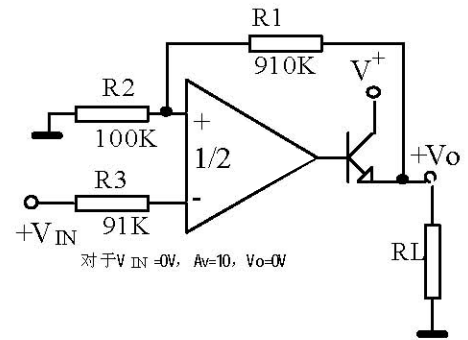 R1
910K
V+
R2
100K
+
1/2
-
+Vo
R3
91K
+VIN
RL
对于V IN =0V, Av=10, Vo=0V